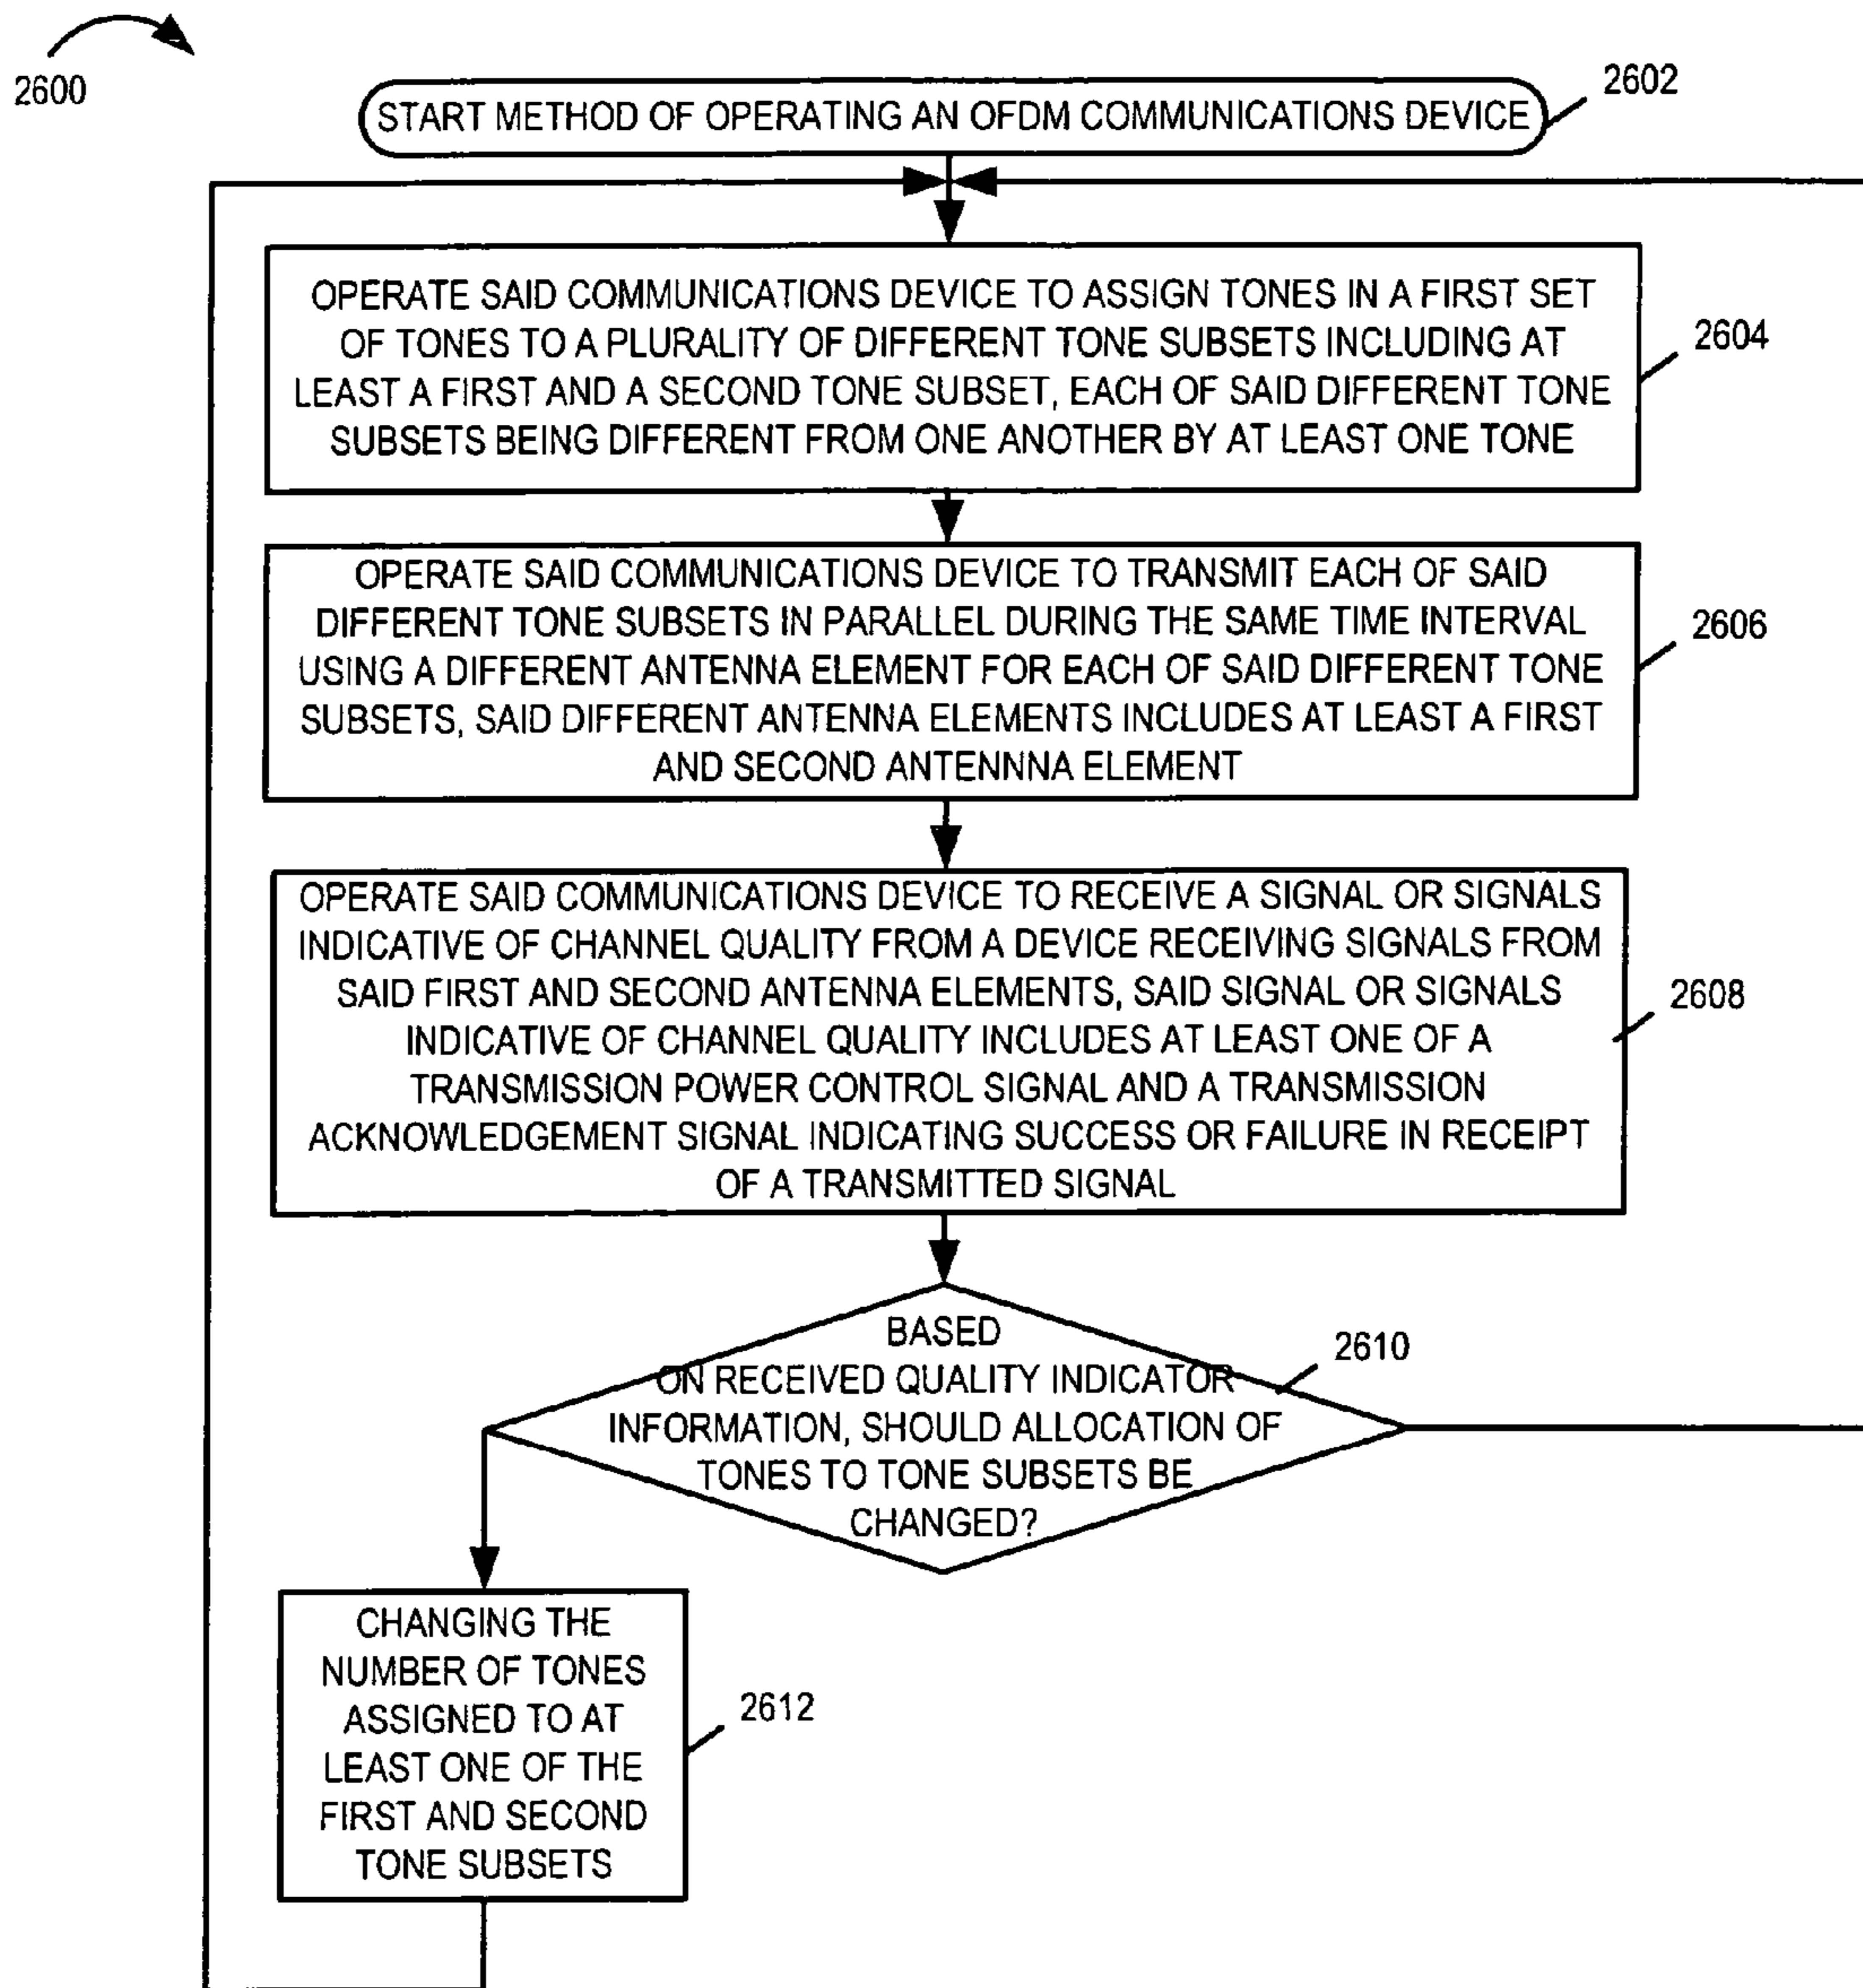 2600
2602
START METHOD OF OPERATING AN OFDM COMMUNICATIONS DEVICE
OPERATE SAID COMMUNICATIONS DEVICE TO ASSIGN TONES IN A FIRST SET
OF TONES TO A PLURALITY OF DIFFERENT TONE SUBSETS INCLUDING AT
LEAST A FIRST AND A SECOND TONE SUBSET, EACH OF SAID DIFFERENT TONE
SUBSETS BEING DIFFERENT FROM ONE ANOTHER BY AT LEAST ONE TONE
2604
OPERATE SAID COMMUNICATIONS DEVICE TO TRANSMIT EACH OF SAID
DIFFERENT TONE SUBSETS IN PARALLEL DURING THE SAME TIME INTERVAL
USING A DIFFERENT ANTENNA ELEMENT FOR EACH OF SAID DIFFERENT TONE
SUBSETS, SAID DIFFERENT ANTENNA ELEMENTS INCLUDES AT LEAST A FIRST
AND SECOND ANTENNNA ELEMENT
2606
OPERATE SAID COMMUNICATIONS DEVICE TO RECEIVE A SIGNAL OR SIGNALS
INDICATIVE OF CHANNEL QUALITY FROM A DEVICE RECEIVING SIGNALS FROM
SAID FIRST AND SECOND ANTENNA ELEMENTS, SAID SIGNAL OR SIGNALS
INDICATIVE OF CHANNEL QUALITY INCLUDES AT LEAST ONE OF A
TRANSMISSION POWER CONTROL SIGNAL AND A TRANSMISSION
ACKNOWLEDGEMENT SIGNAL INDICATING SUCCESS OR FAILURE IN RECEIPT
OF A TRANSMITTED SIGNAL
2608
BASED
ON RECEIVED QUALITY INDICATOR
INFORMATION, SHOULD ALLOCATION OF
TONES TO TONE SUBSETS BE
CHANGED?
2610
CHANGING THE
NUMBER OF TONES
ASSIGNED TO AT
LEAST ONE OF THE
FIRST AND SECOND
TONE SUBSETS
2612